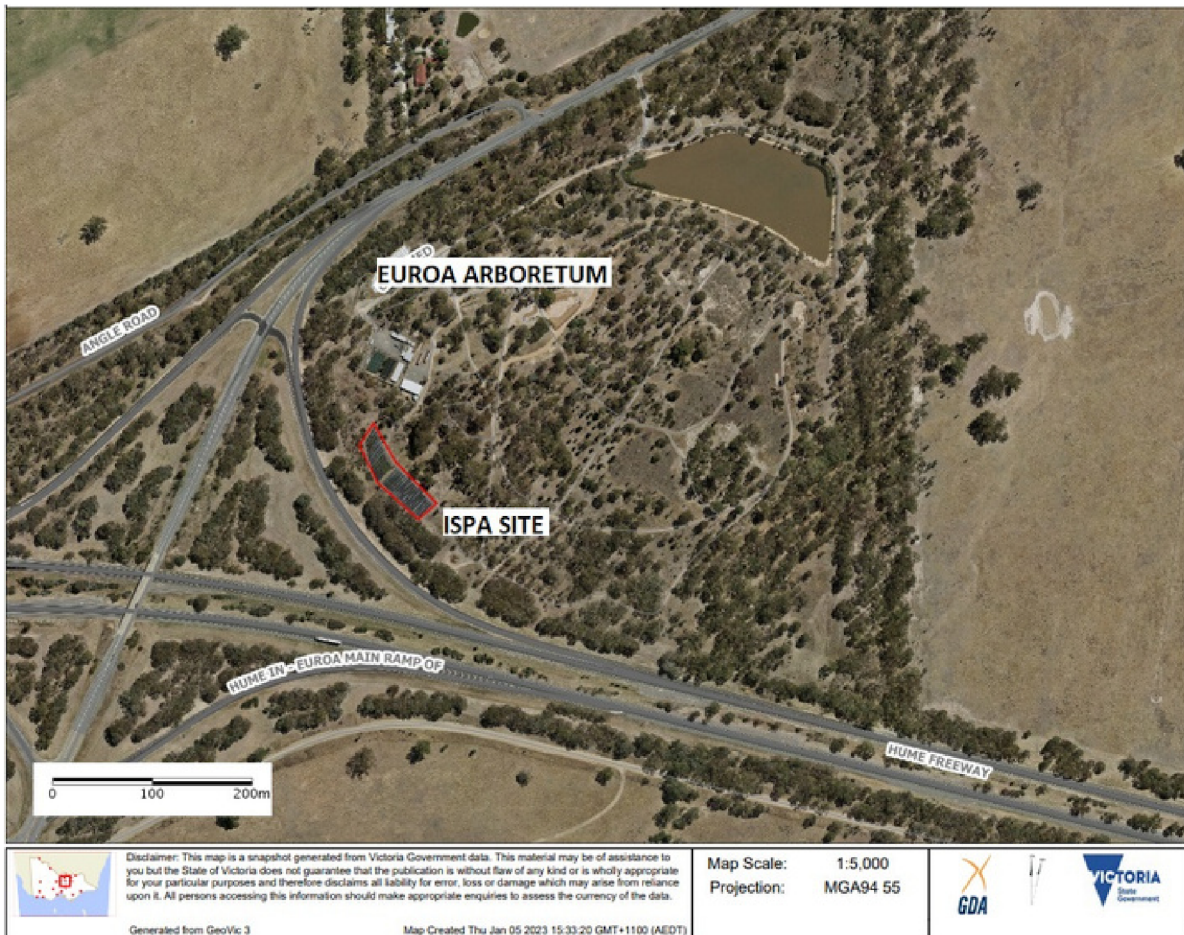 EUROA ARBORETUM
ANGLE ROAD
ISPA SITE
HUME IN - EUROA MAIN RAMP OF
HUME FREEWAY
0 100 200m
Disclaimer: This map is a snapshot generated from Victoria Government data. This material may be of assistance to
you but the State of Victoria does not guarantee that the publication is without flaw of any kind or is wholly appropriate
for your particular purposes and therefore disclaims all liability for error, loss or damage which may arise from reliance
upon it. All persons accessing this information should make appropriate enquiries to assess the currency of the data.
Generated from GeoVic 3 Map Created Thu Jan 05 2023 15:33:20 GMT+1100 (AEDT)
Map Scale: 1:5,000
Projection: MGA94 55
GDA
VICTORIA
State
Government